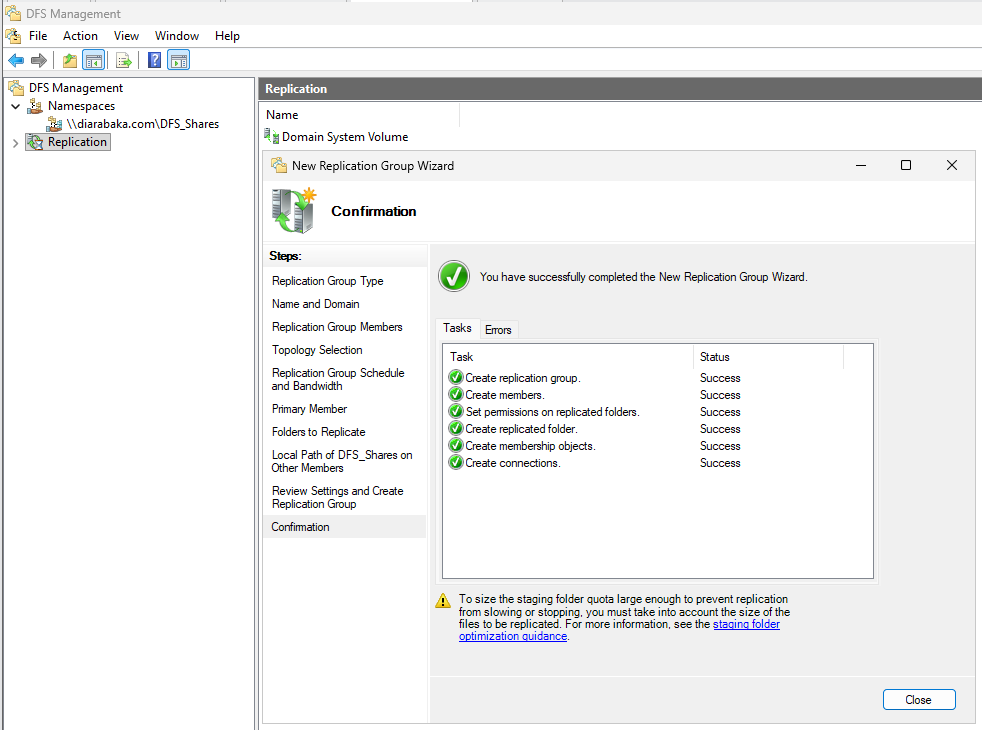 DFS Management
File Action View Window Help
DFS Management
Namespaces
\\diarabaka.com\DFS_Shares
Replication
Replication
Name
Domain System Volume
New Replication Group Wizard
Confirmation
Steps:
Replication Group Type
Name and Domain
Replication Group Members
Topology Selection
Replication Group Schedule
and Bandwidth
Primary Member
Folders to Replicate
Local Path of DFS_Shares on
Other Members
Review Settings and Create
Replication Group
Confirmation
You have successfully completed the New Replication Group Wizard.
Tasks Errors
Task Status
Create replication group. Success
Create members. Success
Set permissions on replicated folders. Success
Create replicated folder. Success
Create membership objects. Success
Create connections. Success
To size the staging folder quota large enough to prevent replication
from slowing or stopping, you must take into account the size of the
files to be replicated. For more information, see the staging folder
optimization guidance.
Close